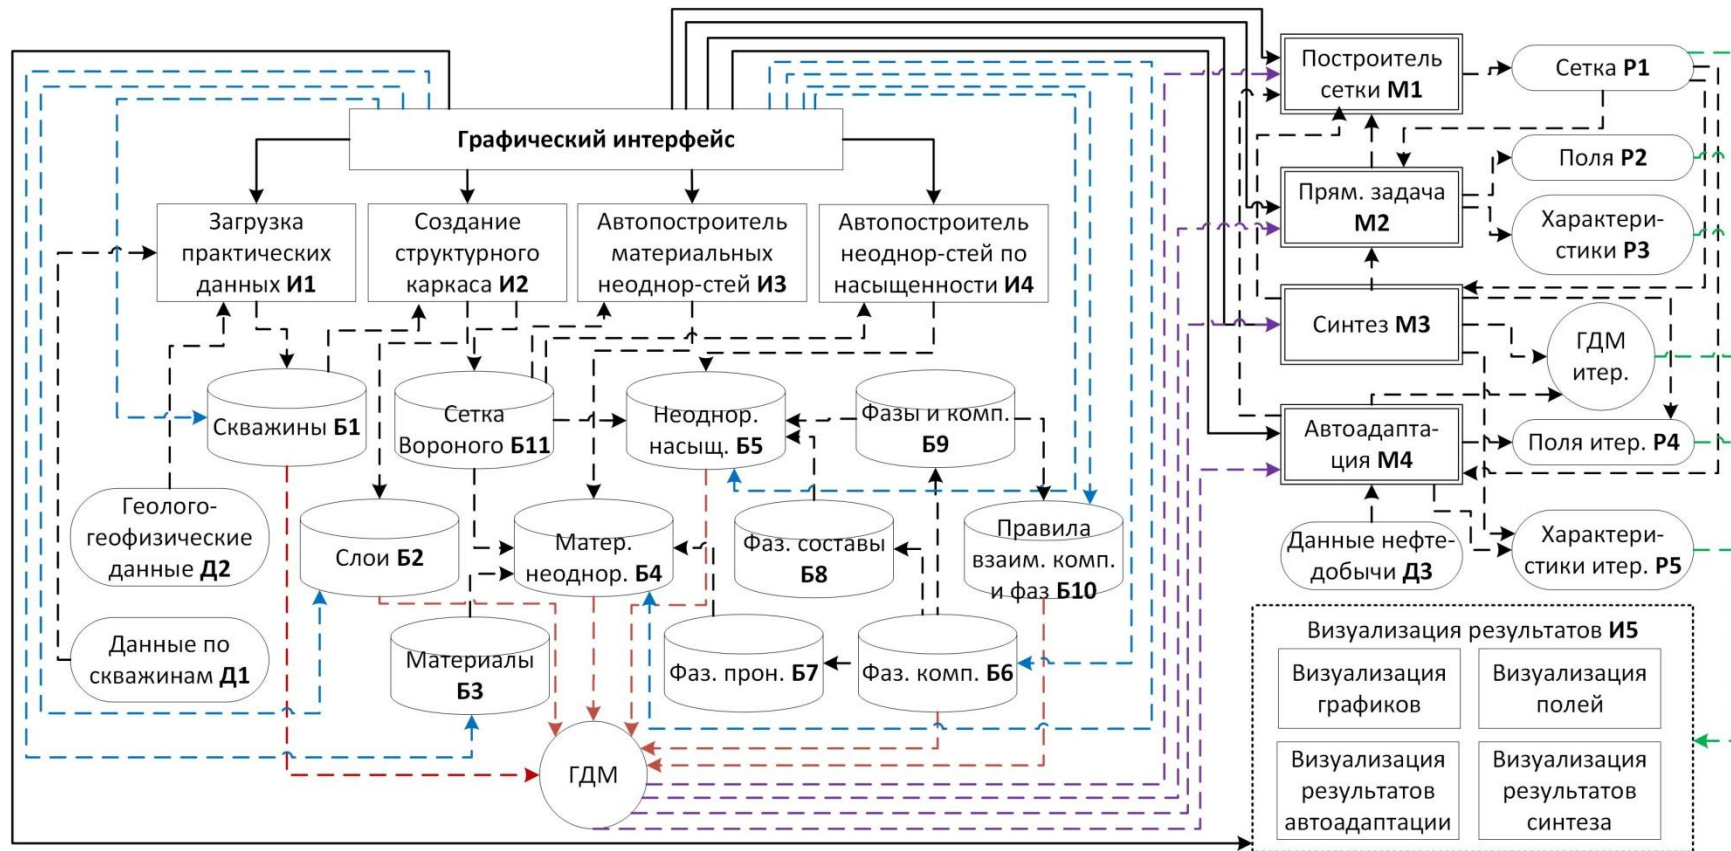 Графический интерфейс
Загрузка
практических
данных И1
Создание
структурного
каркаса И2
Автопостроитель
материальных
неоднор-стей И3
Автопостроитель
неоднор-стей по
насыщенности И4
Скважины Б1
Сетка
Вороного Б11
Неоднор.
насыщ. Б5
Фазы и комп.
Б9
Геолого-
геофизические
данные Д2
Слои Б2
Матер.
неоднор. Б4
Фаз. составы
Б8
Правила
взаим. комп.
и фаз Б10
Данные по
скважинам Д1
Материалы
Б3
Фаз. прон. Б7
Фаз. комп. Б6
ГДМ
Построитель
сетки М1
Сетка Р1
Прям. задача
М2
Поля Р2
Характери-
стики Р3
Синтез М3
ГДМ
итер.
Автоадапта-
ция М4
Поля итер. Р4
Данные нефте-
добычи Д3
Характери-
стики итер. Р5
Визуализация результатов И5
Визуализация
графиков
Визуализация
полей
Визуализация
результатов
автоадаптации
Визуализация
результатов
синтеза